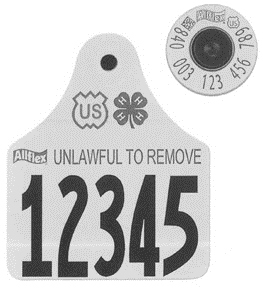 Allflex US
840 003 123 456 789
US H H H H
Allflex UNLAWFUL TO REMOVE
12345